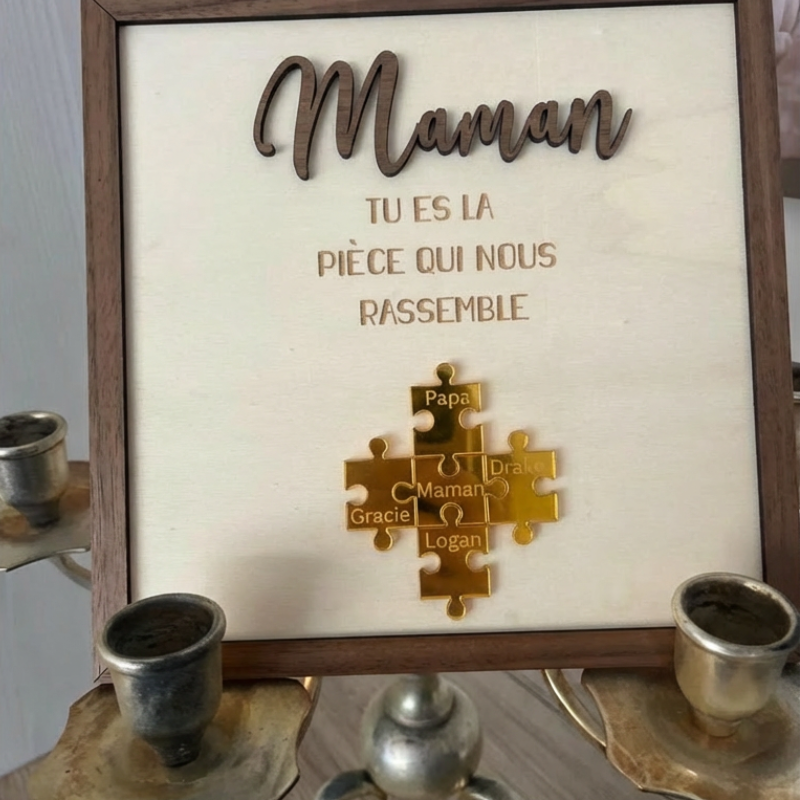 Maman
TU ES LA
PIÈCE QUI NOUS
RASSEMBLE
Papa
Drake
Maman
Gracie
Logan